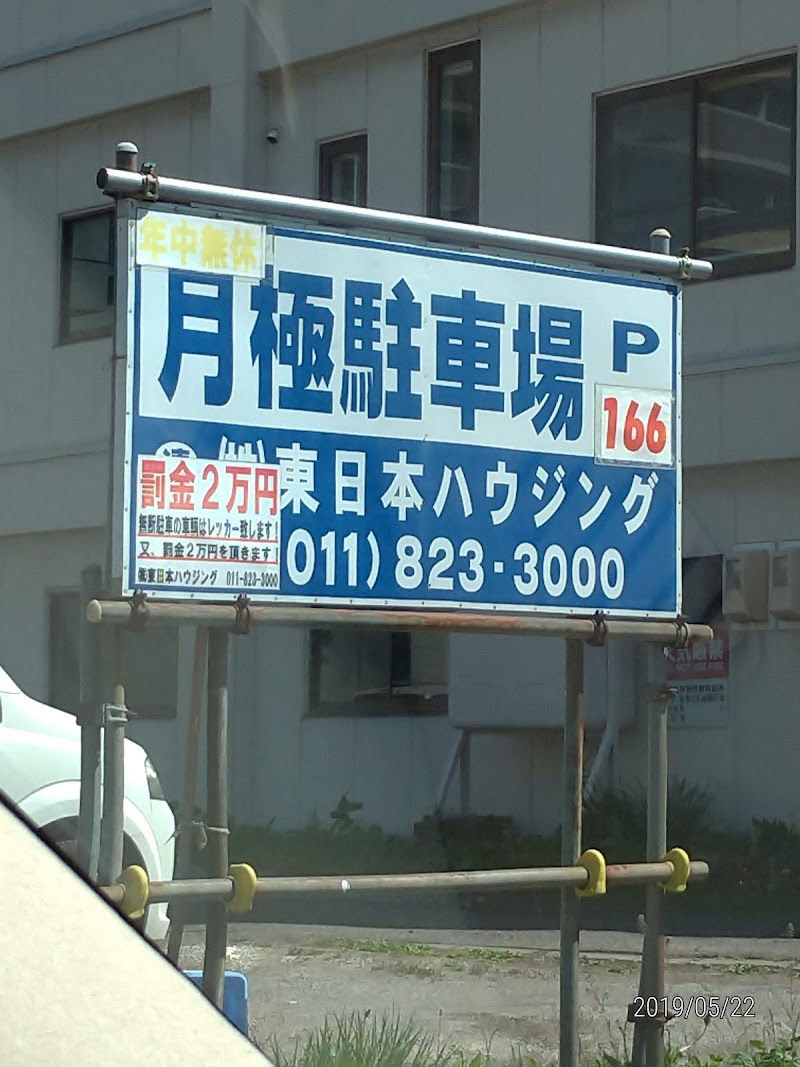 年中無休
月極駐車場 P
166
㈱東日本ハウジング
011) 823-3000
罰金2万円
無断駐車の車輌はレッカー致します!
又、罰金2万円を頂きます!
㈱東日本ハウジング 011-823-3000
2019/05/22